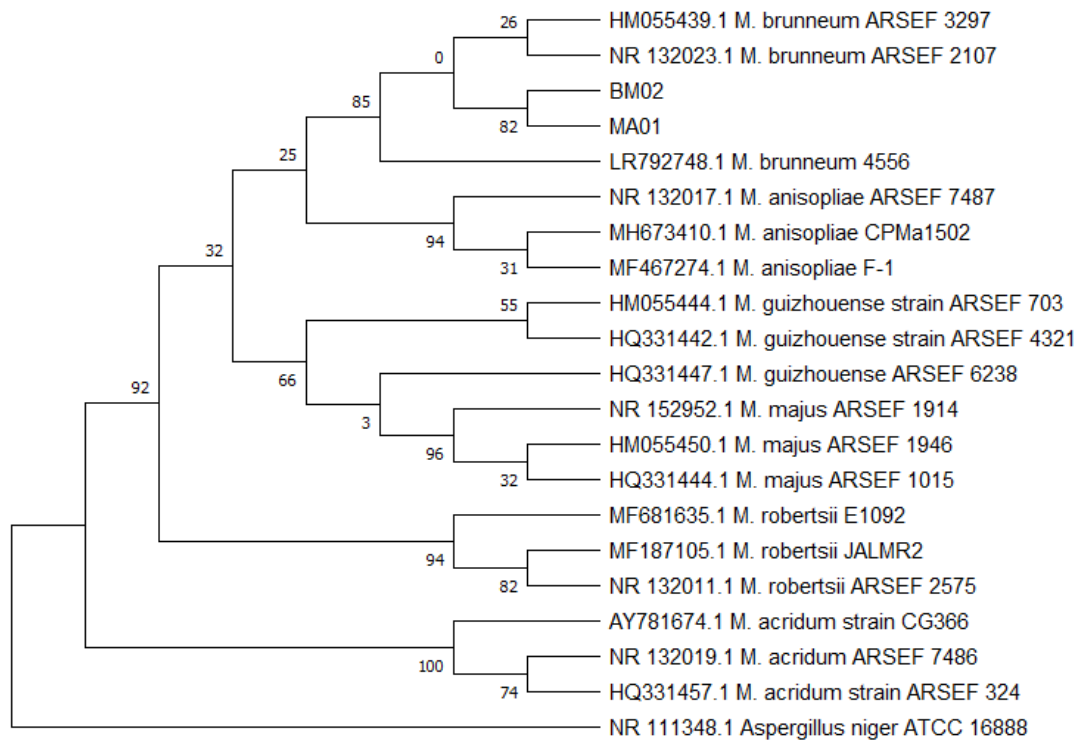 26
HM055439.1 M. brunneum ARSEF 3297
NR 132023.1 M. brunneum ARSEF 2107
0
BM02
85
82
MA01
25
LR792748.1 M. brunneum 4556
NR 132017.1 M. anisopliae ARSEF 7487
94
MH673410.1 M. anisopliae CPMa1502
32
31
MF467274.1 M. anisopliae F-1
55
HM055444.1 M. guizhouense strain ARSEF 703
HQ331442.1 M. guizhouense strain ARSEF 4321
66
HQ331447.1 M. guizhouense ARSEF 6238
92
3
NR 152952.1 M. majus ARSEF 1914
96
HM055450.1 M. majus ARSEF 1946
32
HQ331444.1 M. majus ARSEF 1015
MF681635.1 M. robertsii E1092
94
MF187105.1 M. robertsii JALMR2
82
NR 132011.1 M. robertsii ARSEF 2575
AY781674.1 M. acridum strain CG366
100
NR 132019.1 M. acridum ARSEF 7486
74
HQ331457.1 M. acridum strain ARSEF 324
NR 111348.1 Aspergillus niger ATCC 16888